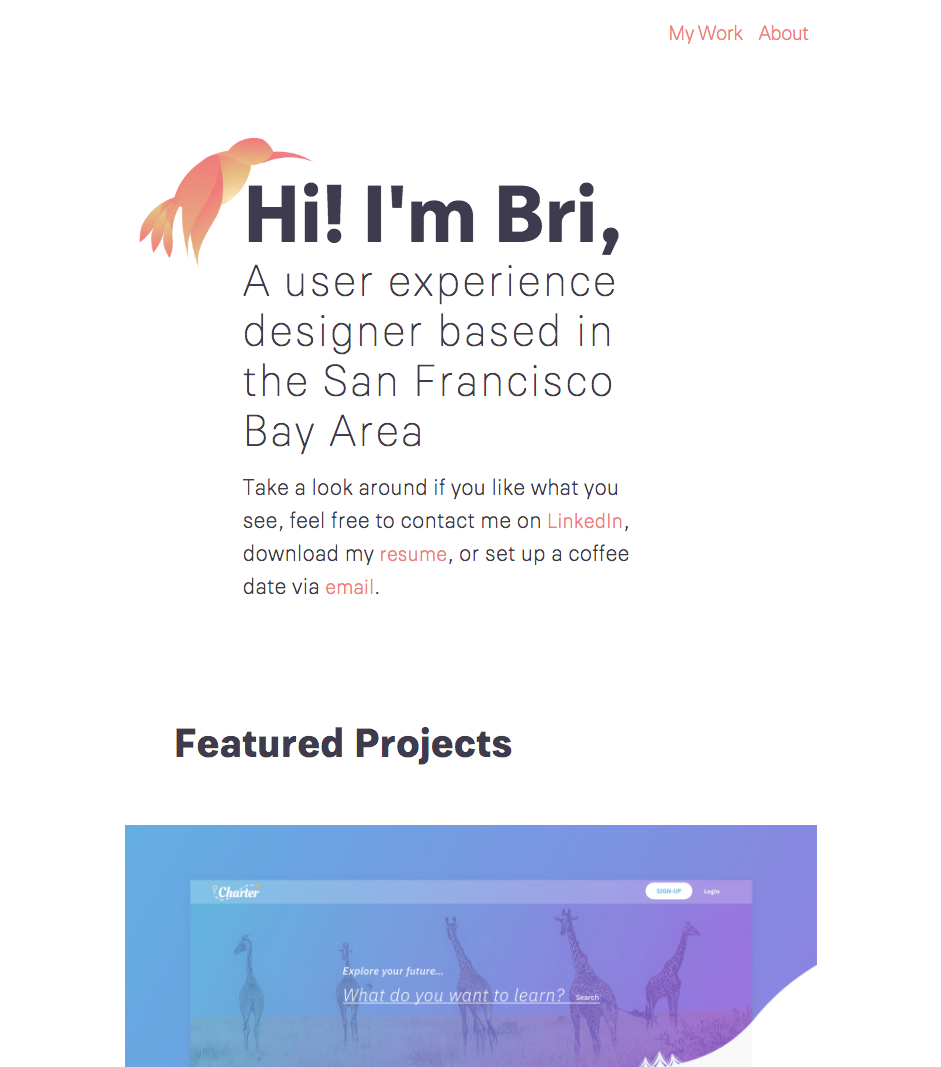 My Work About
Hi! I'm Bri,
A user experience
designer based in
the San Francisco
Bay Area
Take a look around if you like what you
see, feel free to contact me on LinkedIn,
download my resume, or set up a coffee
date via email.
Featured Projects
Charter SIGN-UP Login
Explore your future...
What do you want to learn? Search